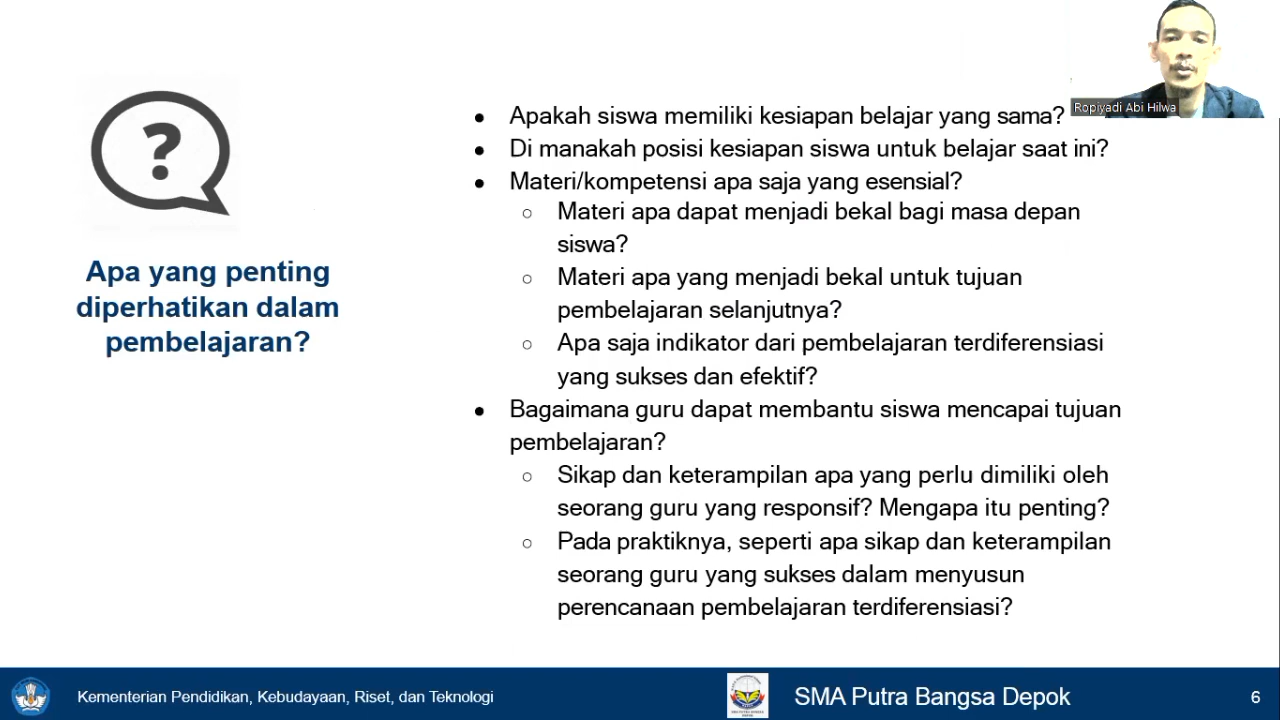 Ropiyadi Abi Hilwa
?
Apa yang penting
diperhatikan dalam
pembelajaran?
• Apakah siswa memiliki kesiapan belajar yang sama?
• Di manakah posisi kesiapan siswa untuk belajar saat ini?
• Materi/kompetensi apa saja yang esensial?
○ Materi apa dapat menjadi bekal bagi masa depan
siswa?
○ Materi apa yang menjadi bekal untuk tujuan
pembelajaran selanjutnya?
○ Apa saja indikator dari pembelajaran terdiferensiasi
yang sukses dan efektif?
• Bagaimana guru dapat membantu siswa mencapai tujuan
pembelajaran?
○ Sikap dan keterampilan apa yang perlu dimiliki oleh
seorang guru yang responsif? Mengapa itu penting?
○ Pada praktiknya, seperti apa sikap dan keterampilan
seorang guru yang sukses dalam menyusun
perencanaan pembelajaran terdiferensiasi?
Kementerian Pendidikan, Kebudayaan, Riset, dan Teknologi
SMA Putra Bangsa Depok
6